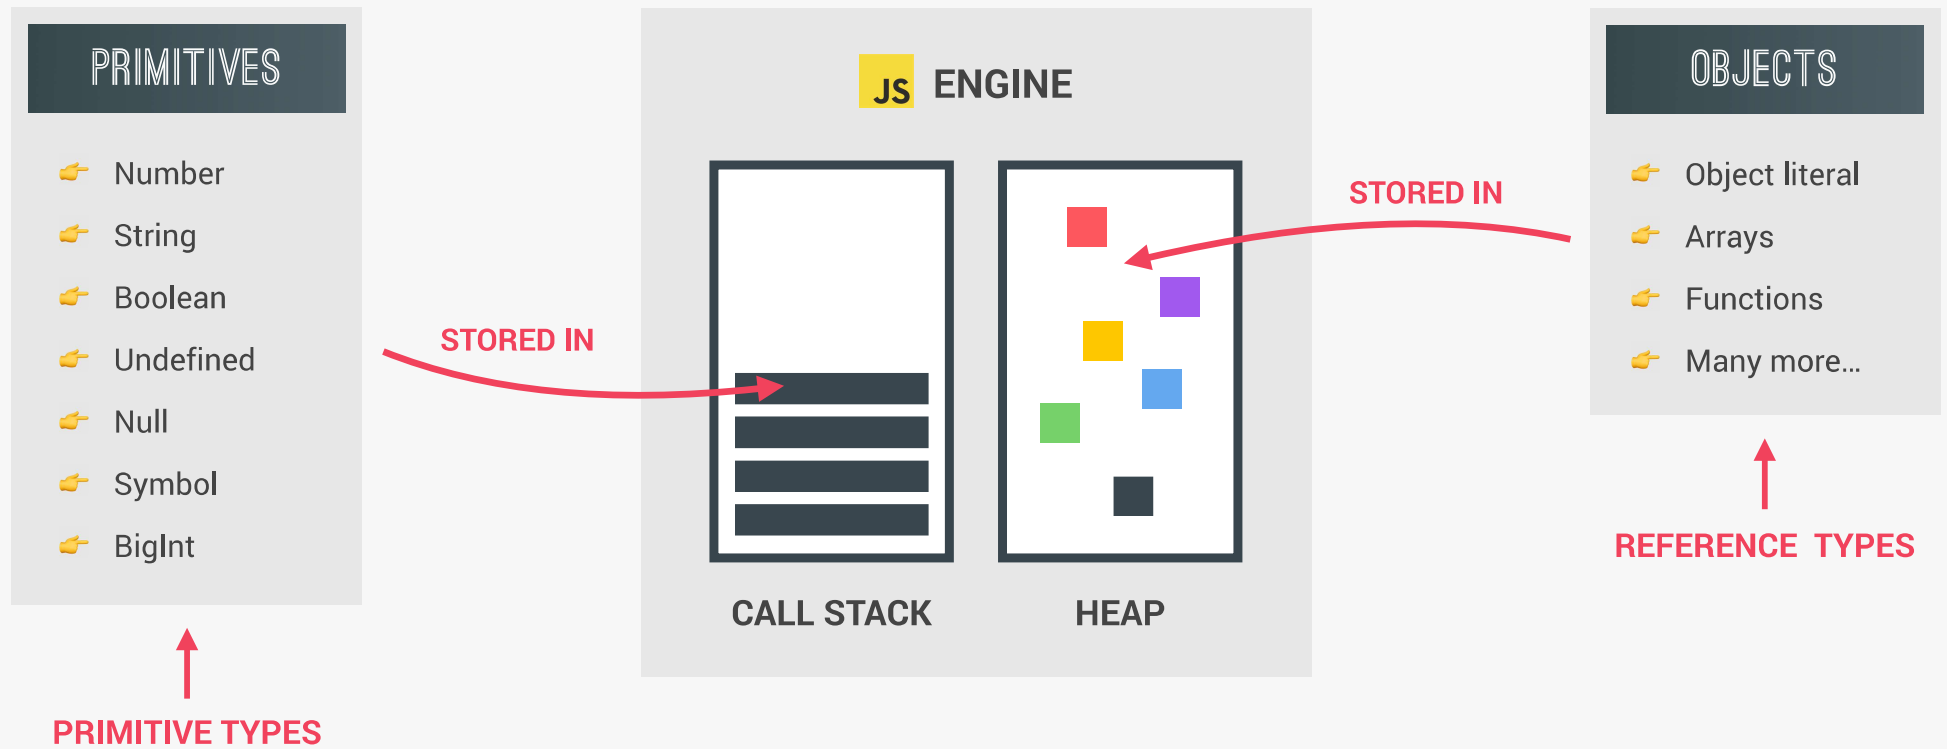 PRIMITIVES
Number
String
Boolean
Undefined
Null
Symbol
BigInt
PRIMITIVE TYPES
STORED IN
JS ENGINE
CALL STACK
HEAP
STORED IN
OBJECTS
Object literal
Arrays
Functions
Many more...
REFERENCE TYPES